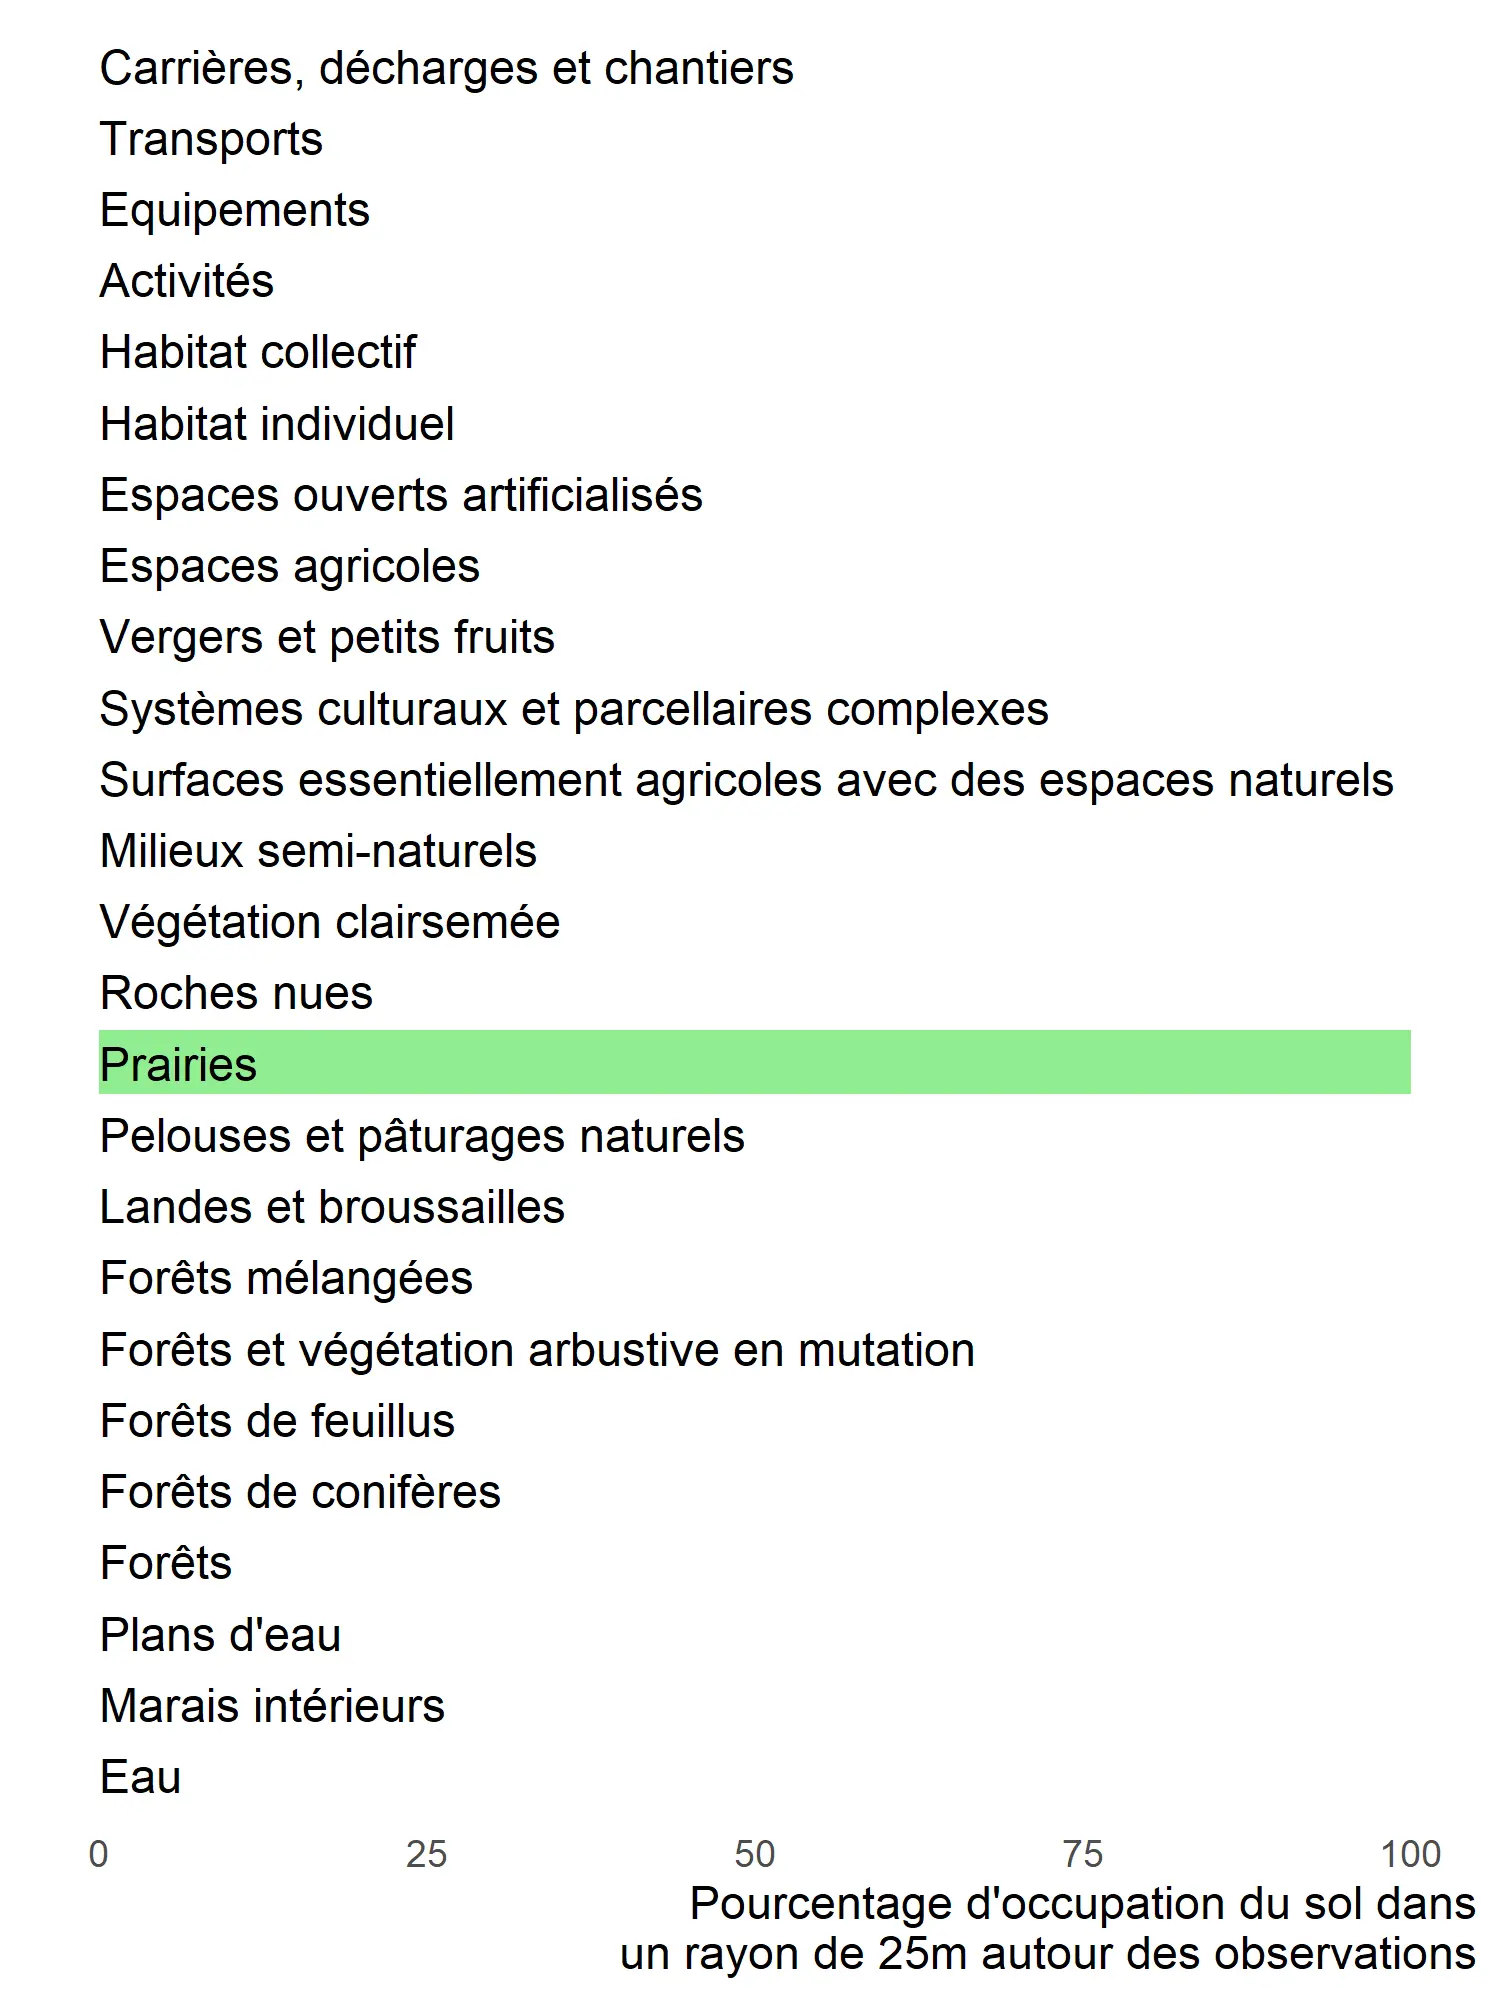 Carrières, décharges et chantiers
Transports
Equipements
Activités
Habitat collectif
Habitat individuel
Espaces ouverts artificialisés
Espaces agricoles
Vergers et petits fruits
Systèmes culturaux et parcellaires complexes
Surfaces essentiellement agricoles avec des espaces naturels
Milieux semi-naturels
Végétation clairsemée
Roches nues
Prairies
Pelouses et pâturages naturels
Landes et broussailles
Forêts mélangées
Forêts et végétation arbustive en mutation
Forêts de feuillus
Forêts de conifères
Forêts
Plans d'eau
Marais intérieurs
Eau
0 25 50 75 100
Pourcentage d'occupation du sol dans
un rayon de 25m autour des observations